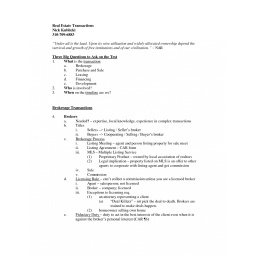 Real Estate Transactions
Nick Kublicki
310-709-6883
"Under all is the land. Upon its wise utilization and widely allocated ownership depend the
survival and growth of free institutions and of our civilization." - NAR
Three Big Questions to Ask on the Test
1. What is the transaction
a. Brokerage
b. Purchase and Sale
c. Leasing
d. Financing
e. Development
2. Who is involved?
3. When on the timeline are we?
Brokerage Transactions
1. Brokers
a. Needed? – expertise, local knowledge, experience in complex transactions
b. Titles
i. Sellers -> Listing / Seller's broker
ii. Buyers -> Cooperating / Selling / Buyer's broker
c. Brokerage Process
i. Listing Meeting – agent and person listing property for sale meet
ii. Listing Agreement – CAR form
iii. MLS – Multiple Listing Service
(1) Proprietary Product – owned by local association of realtors
(2) Legal implication – property listed on MLS is an offer to other
agents to cooperate with listing agent and get commission
iv. Sale
v. Commission
d. Licensing Rule – can't collect a commission unless you are a licensed broker
i. Agent – salesperson, not licensed
ii. Broker – company, licensed
iii. Exceptions to licensing req
(1) an attorney representing a client
(a) "Deal Killers" – nit pick the deal to death. Brokers are
trained to make deals happen.
(2) homeowner selling own home
e. Fiduciary Duty – duty to act in the best interests of the client even when it is
against the broker's personal interest (Cal §)